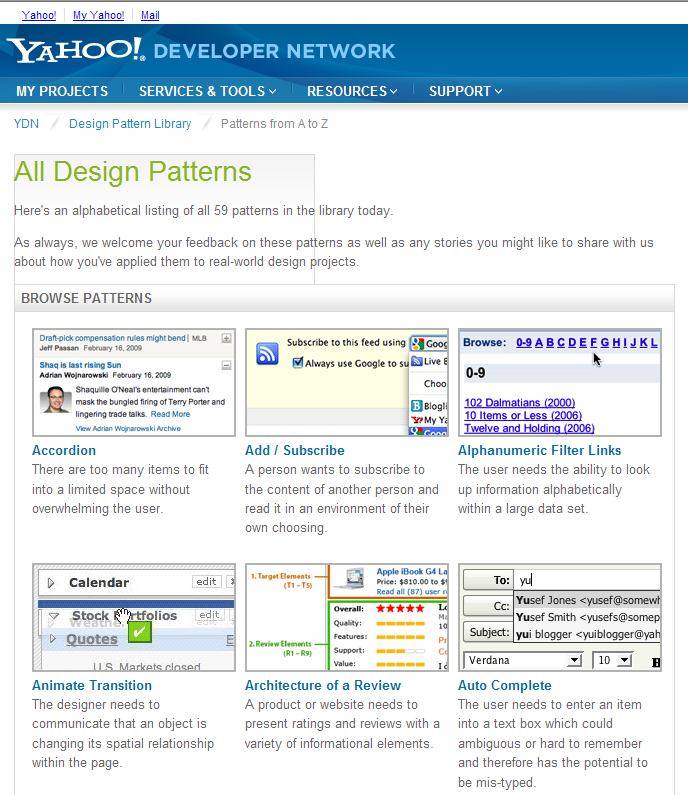 Yahoo! My Yahoo! Mail
YAHOO!® DEVELOPER NETWORK
MY PROJECTS SERVICES & TOOLS RESOURCES SUPPORT
YDN / Design Pattern Library / Patterns from A to Z
All Design Patterns
Here's an alphabetical listing of all 59 patterns in the library today.
As always, we welcome your feedback on these patterns as well as any stories you might like to share with us
about how you've applied them to real-world design projects.
BROWSE PATTERNS
Draft-pick compensation rules might bend | MLB
Jeff Passan February 16, 2009
Shaq is last rising Sun
Adrian Wojnarowski February 16, 2009
Shaquille O'Neal's entertainment can't
mask the bungled firing of Terry Porter and
lingering trade talks. Read More
View Adrian Wojnarowski Archive
Accordion
There are too many items to fit
into a limited space without
overwhelming the user.
Subscribe to this feed using
Always use Google to su
Goog
Live B
Choo
Blogli
My Ya
Goog
Add / Subscribe
A person wants to subscribe to
the content of another person and
read it in an environment of their
own choosing.
Browse: 0-9 A B C D E F G H I J K L
0-9
102 Dalmatians (2000)
10 Items or Less (2006)
Twelve and Holding (2006)
Alphanumeric Filter Links
The user needs the ability to look
up information alphabetically
within a large data set.
Calendar edit
Stock Portfolios edit
Weather edit
Quotes E
U.S. Markets closed
Animate Transition
The designer needs to
communicate that an object is
changing its spatial relationship
within the page.
1. Target Elements
(T1 – T5)
Apple iBook G4 La
Price: $810.00 to $9
Read all (87) user r
2. Review Elements
(R1 – R9)
Overall:
Quality:
Features:
Support:
Value:
Architecture of a Review
A product or website needs to
present ratings and reviews with a
variety of informational elements.
To: yu
Cc:
Subject:
Yusef Jones <yusef@somewh
Yusef Smith <yusefs@somep
yui blogger <yuiblogger@yah
Verdana 10 B
Auto Complete
The user needs to enter an item
into a text box which could
ambiguous or hard to remember
and therefore has the potential to
be mis-typed.